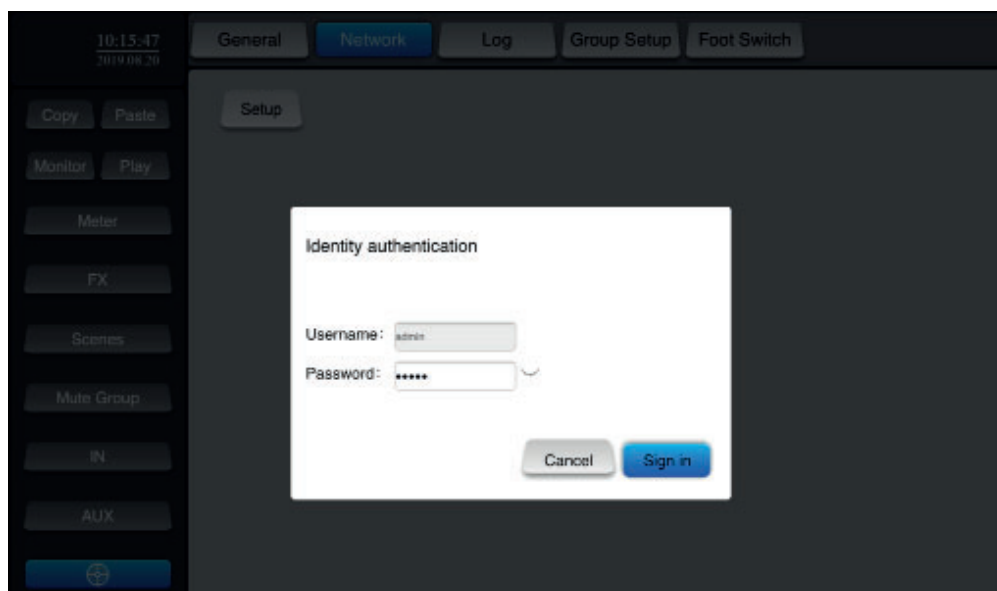 10:15:47
2019.08.20
General Network Log Group Setup Foot Switch
Copy Paste
Setup
Monitor Play
Meter
FX
Scenes
Mute Group
IN
AUX
Identity authentication
Username: admin
Password: •••••
Cancel Sign in